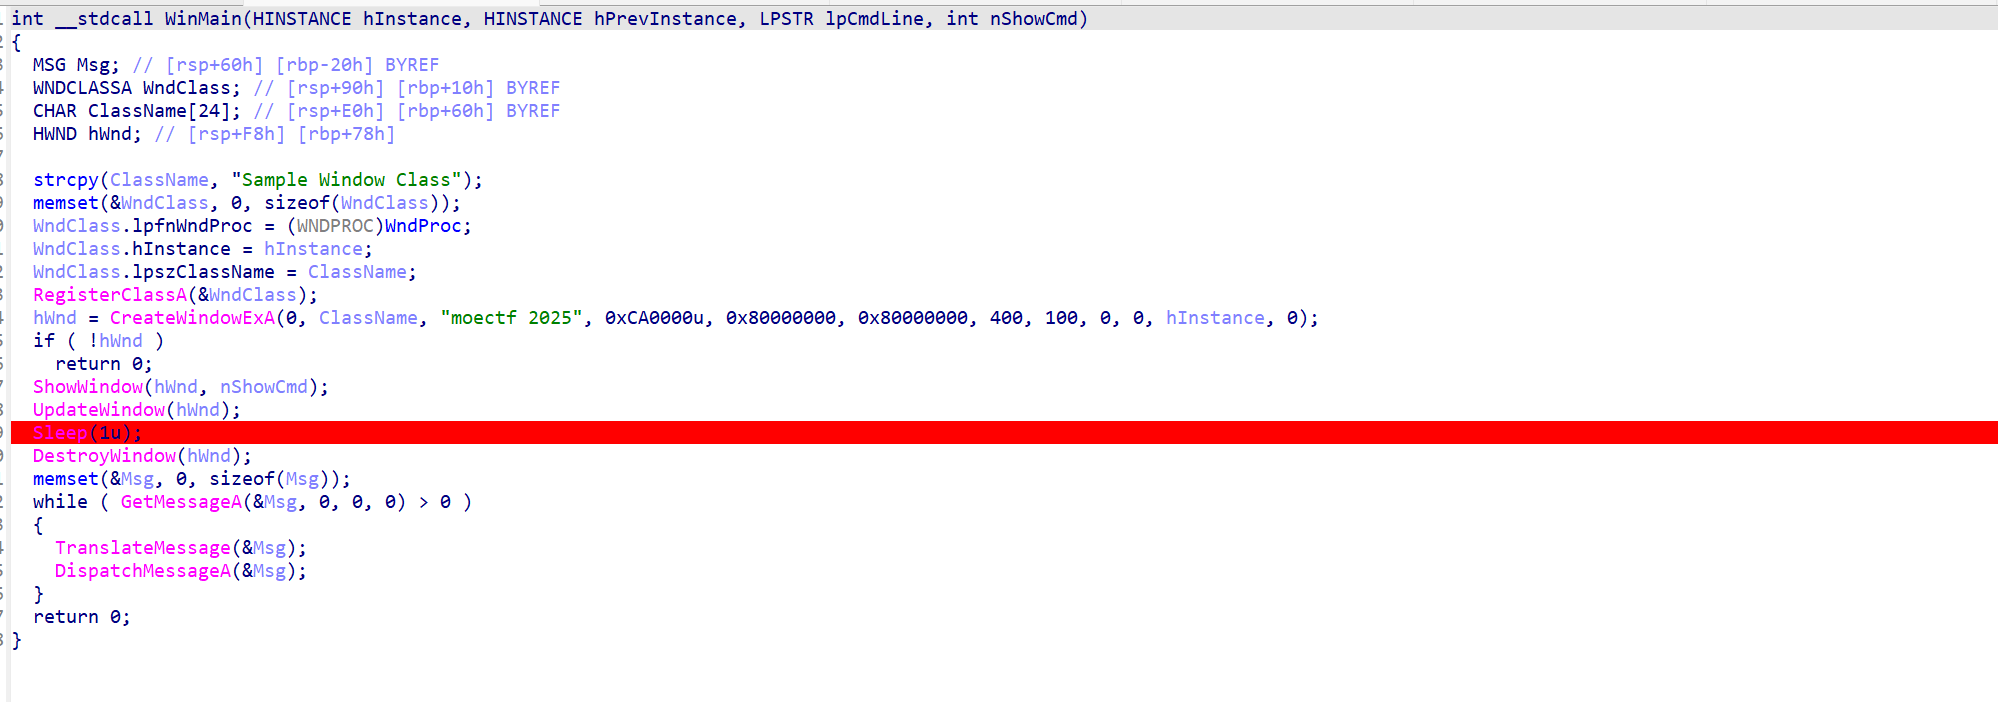 int __stdcall WinMain(HINSTANCE hInstance, HINSTANCE hPrevInstance, LPSTR lpCmdLine, int nShowCmd)
{
  MSG Msg; // [rsp+60h] [rbp-20h] BYREF
  WNDCLASSA WndClass; // [rsp+90h] [rbp+10h] BYREF
  CHAR ClassName[24]; // [rsp+E0h] [rbp+60h] BYREF
  HWND hWnd; // [rsp+F8h] [rbp+78h]

  strcpy(ClassName, "Sample Window Class");
  memset(&WndClass, 0, sizeof(WndClass));
  WndClass.lpfnWndProc = (WNDPROC)WndProc;
  WndClass.hInstance = hInstance;
  WndClass.lpszClassName = ClassName;
  RegisterClassA(&WndClass);
  hWnd = CreateWindowExA(0, ClassName, "moectf 2025", 0xCA0000u, 0x80000000, 0x80000000, 400, 100, 0, 0, hInstance, 0);
  if ( !hWnd )
    return 0;
  ShowWindow(hWnd, nShowCmd);
  UpdateWindow(hWnd);
  Sleep(1u);
  DestroyWindow(hWnd);
  memset(&Msg, 0, sizeof(Msg));
  while ( GetMessageA(&Msg, 0, 0, 0) > 0 )
  {
    TranslateMessage(&Msg);
    DispatchMessageA(&Msg);
  }
  return 0;
}